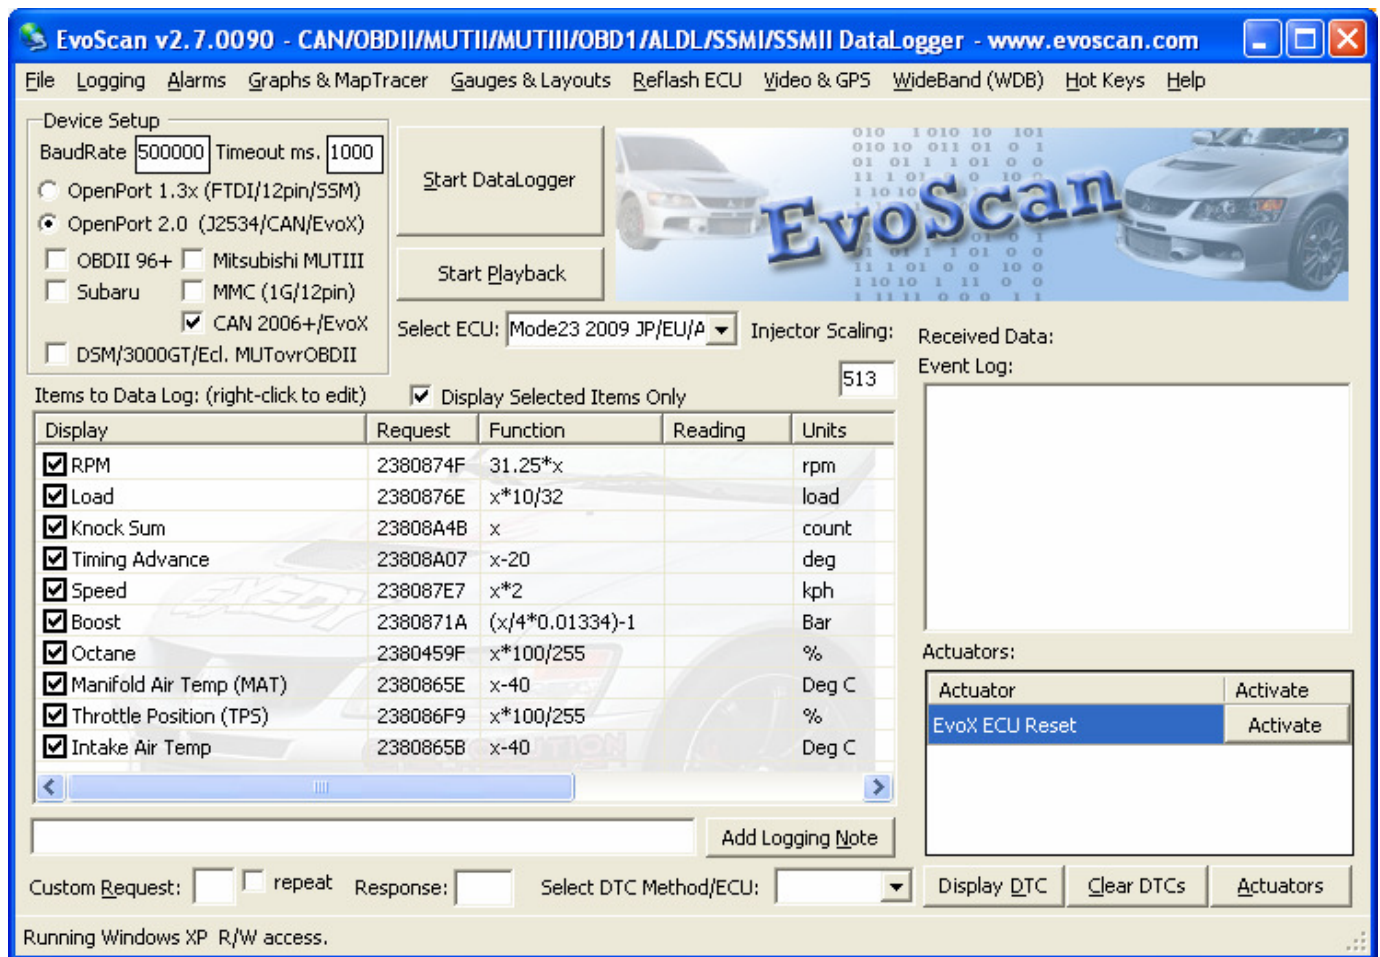 EvoScan v2.7.0090 - CAN/OBDII/MUTII/MUTIII/OBD1/ALDL/SSMI/SSMII DataLogger - www.evoscan.com
File Logging Alarms Graphs & MapTracer Gauges & Layouts Reflash ECU Video & GPS WideBand (WDB) Hot Keys Help
Device Setup
BaudRate 500000 Timeout ms. 1000
OpenPort 1.3x (FTDI/12pin/SSM)
OpenPort 2.0 (J2534/CAN/EvoX)
OBDII 96+ Mitsubishi MUTIII
Subaru MMC (1G/12pin)
CAN 2006+/EvoX
DSM/3000GT/Ecl. MUTovrOBDII
Start DataLogger
Start Playback
EvoScan
Select ECU: Mode23 2009 JP/EU/A Injector Scaling:
513
Received Data:
Event Log:
Items to Data Log: (right-click to edit) Display Selected Items Only
Display Request Function Reading Units
RPM 2380874F 31.25*x rpm
Load 2380876E x*10/32 load
Knock Sum 23808A4B x count
Timing Advance 23808A07 x-20 deg
Speed 238087E7 x*2 kph
Boost 2380871A (x/4*0.01334)-1 Bar
Octane 2380459F x*100/255 %
Manifold Air Temp (MAT) 2380865E x-40 Deg C
Throttle Position (TPS) 238086F9 x*100/255 %
Intake Air Temp 2380865B x-40 Deg C
Actuators:
Actuator Activate
EvoX ECU Reset Activate
Add Logging Note
Custom Request: repeat Response: Select DTC Method/ECU: Display DTC Clear DTCs Actuators
Running Windows XP R/W access.